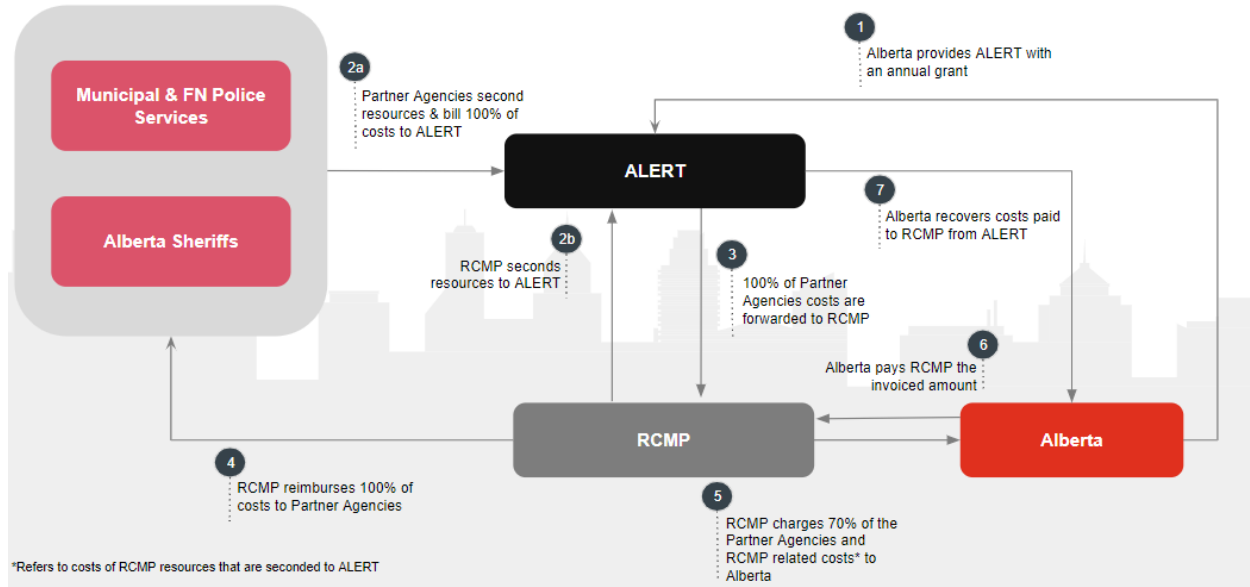 1
Alberta provides ALERT with
an annual grant
2a
Partner Agencies second
resources & bill 100% of
costs to ALERT
Municipal & FN Police
Services
Alberta Sheriffs
ALERT
7
Alberta recovers costs paid
to RCMP from ALERT
2b
RCMP seconds
resources to ALERT
3
100% of Partner
Agencies costs are
forwarded to RCMP
6
Alberta pays RCMP the
invoiced amount
RCMP
Alberta
4
RCMP reimburses 100% of
costs to Partner Agencies
5
RCMP charges 70% of the
Partner Agencies and
RCMP related costs* to
Alberta
*Refers to costs of RCMP resources that are seconded to ALERT